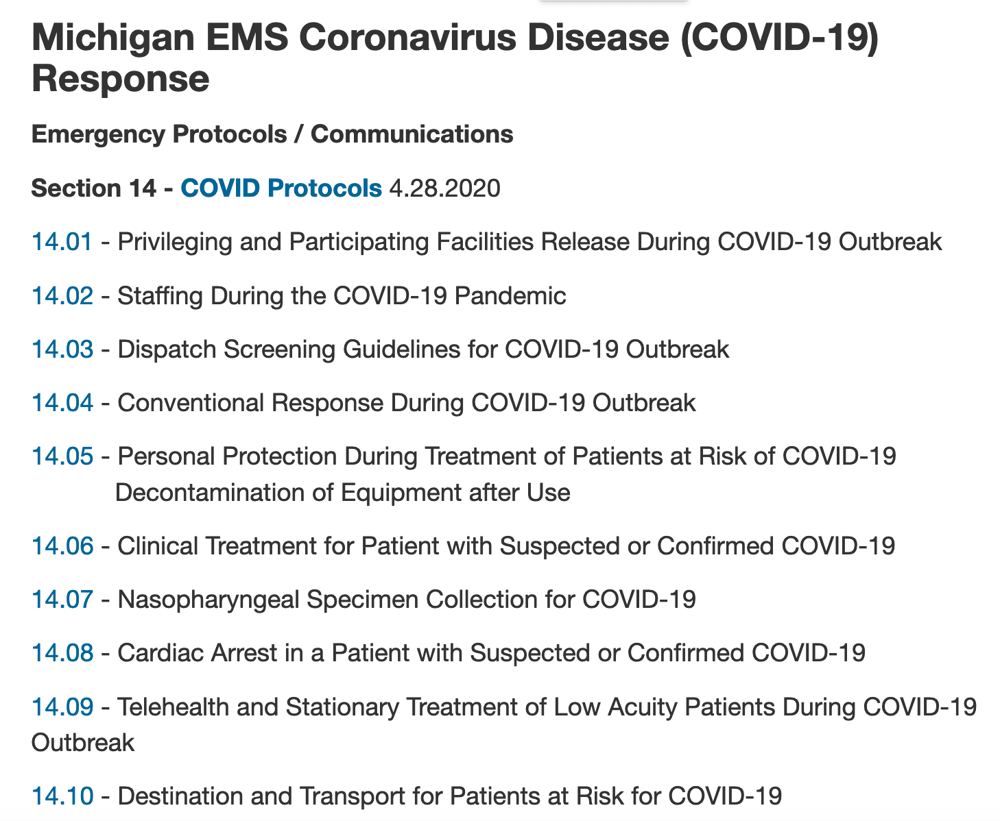 Michigan EMS Coronavirus Disease (COVID-19)
Response
Emergency Protocols / Communications
Section 14 - COVID Protocols 4.28.2020
14.01 - Privileging and Participating Facilities Release During COVID-19 Outbreak
14.02 - Staffing During the COVID-19 Pandemic
14.03 - Dispatch Screening Guidelines for COVID-19 Outbreak
14.04 - Conventional Response During COVID-19 Outbreak
14.05 - Personal Protection During Treatment of Patients at Risk of COVID-19
Decontamination of Equipment after Use
14.06 - Clinical Treatment for Patient with Suspected or Confirmed COVID-19
14.07 - Nasopharyngeal Specimen Collection for COVID-19
14.08 - Cardiac Arrest in a Patient with Suspected or Confirmed COVID-19
14.09 - Telehealth and Stationary Treatment of Low Acuity Patients During COVID-19
Outbreak
14.10 - Destination and Transport for Patients at Risk for COVID-19